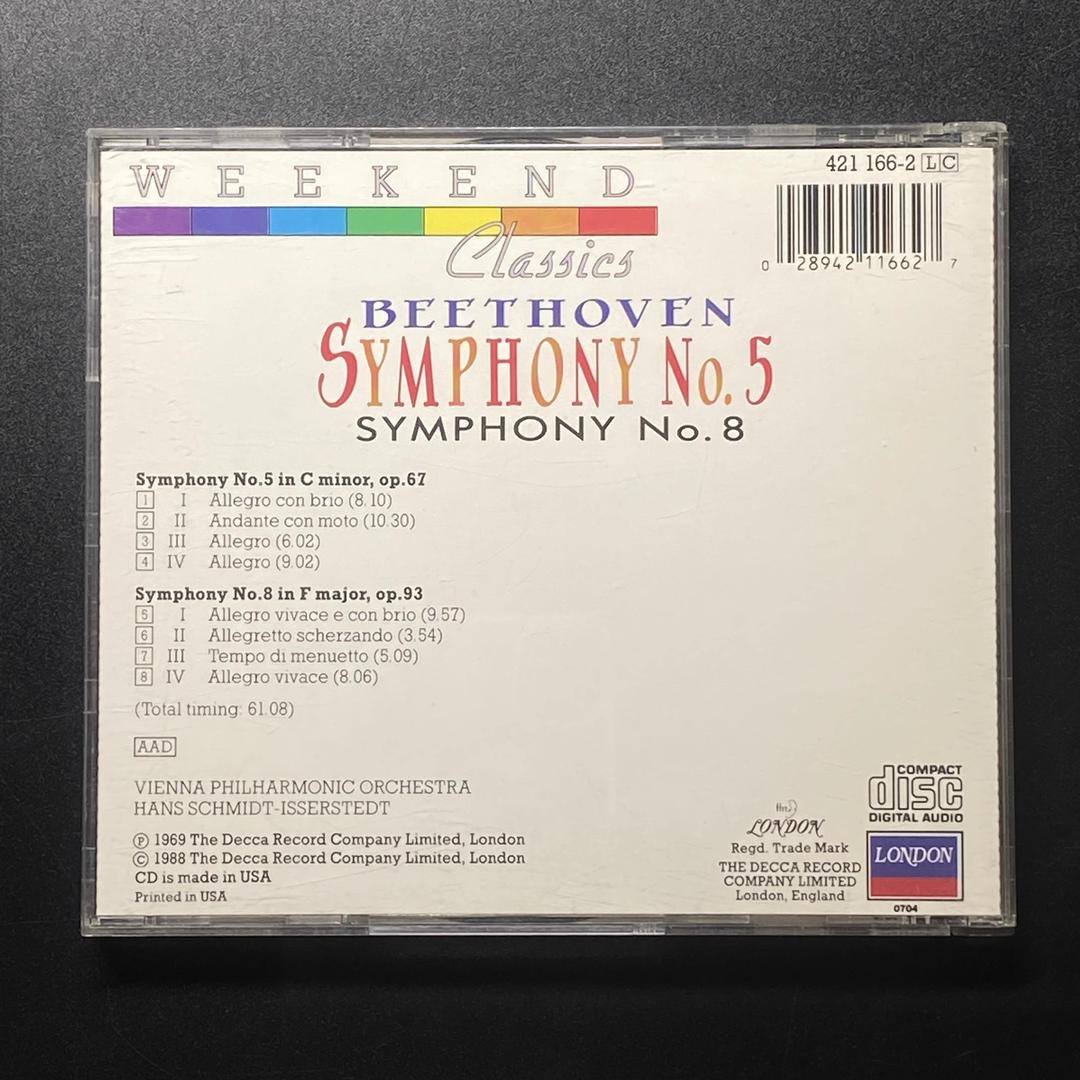 WEEKEND
421 166-2 LC
Classics
0 28942 11662 7
BEETHOVEN
SYMPHONY No. 5
SYMPHONY No. 8
Symphony No.5 in C minor, op.67
1 I Allegro con brio (8.10)
2 II Andante con moto (10.30)
3 III Allegro (6.02)
4 IV Allegro (9.02)
Symphony No.8 in F major, op.93
5 I Allegro vivace e con brio (9.57)
6 II Allegretto scherzando (3.54)
7 III Tempo di menuetto (5.09)
8 IV Allegro vivace (8.06)
(Total timing: 61.08)
AAD
VIENNA PHILHARMONIC ORCHESTRA
HANS SCHMIDT-ISSERSTEDT
Ⓟ 1969 The Decca Record Company Limited, London
© 1988 The Decca Record Company Limited, London
CD is made in USA
Printed in USA
ffrr
LONDON
Regd. Trade Mark
THE DECCA RECORD
COMPANY LIMITED
London, England
COMPACT
disc
DIGITAL AUDIO
LONDON
0704